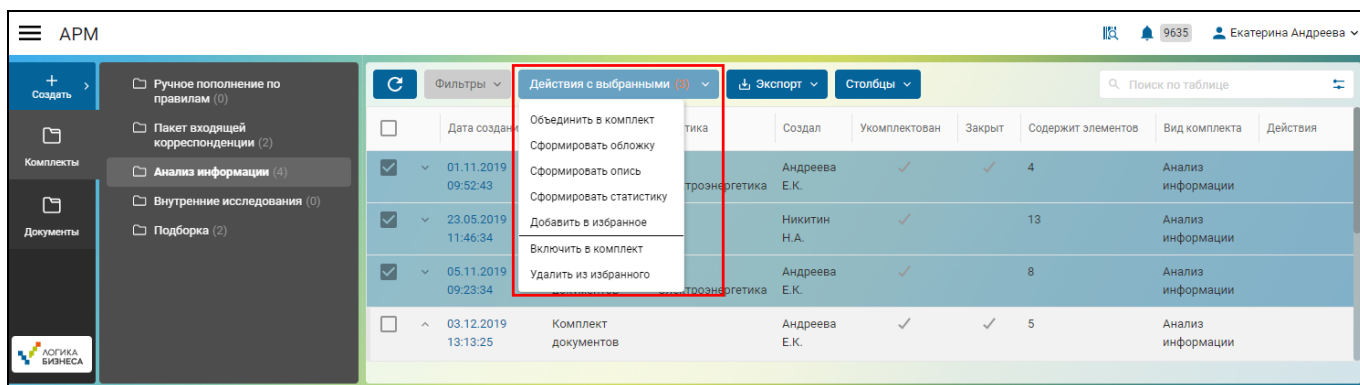 АРМ
9635
Екатерина Андреева
Создать
Комплекты
Документы
ЛОГИКА
БИЗНЕСА
Ручное пополнение по
правилам (0)
Пакет входящей
корреспонденции (2)
Анализ информации (4)
Внутренние исследования (0)
Подборка (2)
Фильтры
Действия с выбранными (3)
Экспорт
Столбцы
Поиск по таблице
Объединить в комплект
Сформировать обложку
Сформировать опись
Сформировать статистику
Добавить в избранное
Включить в комплект
Удалить из избранного
Дата создани тика Создал Укомплектован Закрыт Содержит элементов Вид комплекта Действия
01.11.2019 Андреева 4 Анализ
09:52:43 троэнергетика Е.К. информации
23.05.2019 Никитин 13 Анализ
11:46:34 Н.А. информации
05.11.2019 Андреева 8 Анализ
09:23:34 документов электроэнергетика Е.К. информации
03.12.2019 Комплект Андреева 5 Анализ
13:13:25 документов Е.К. информации